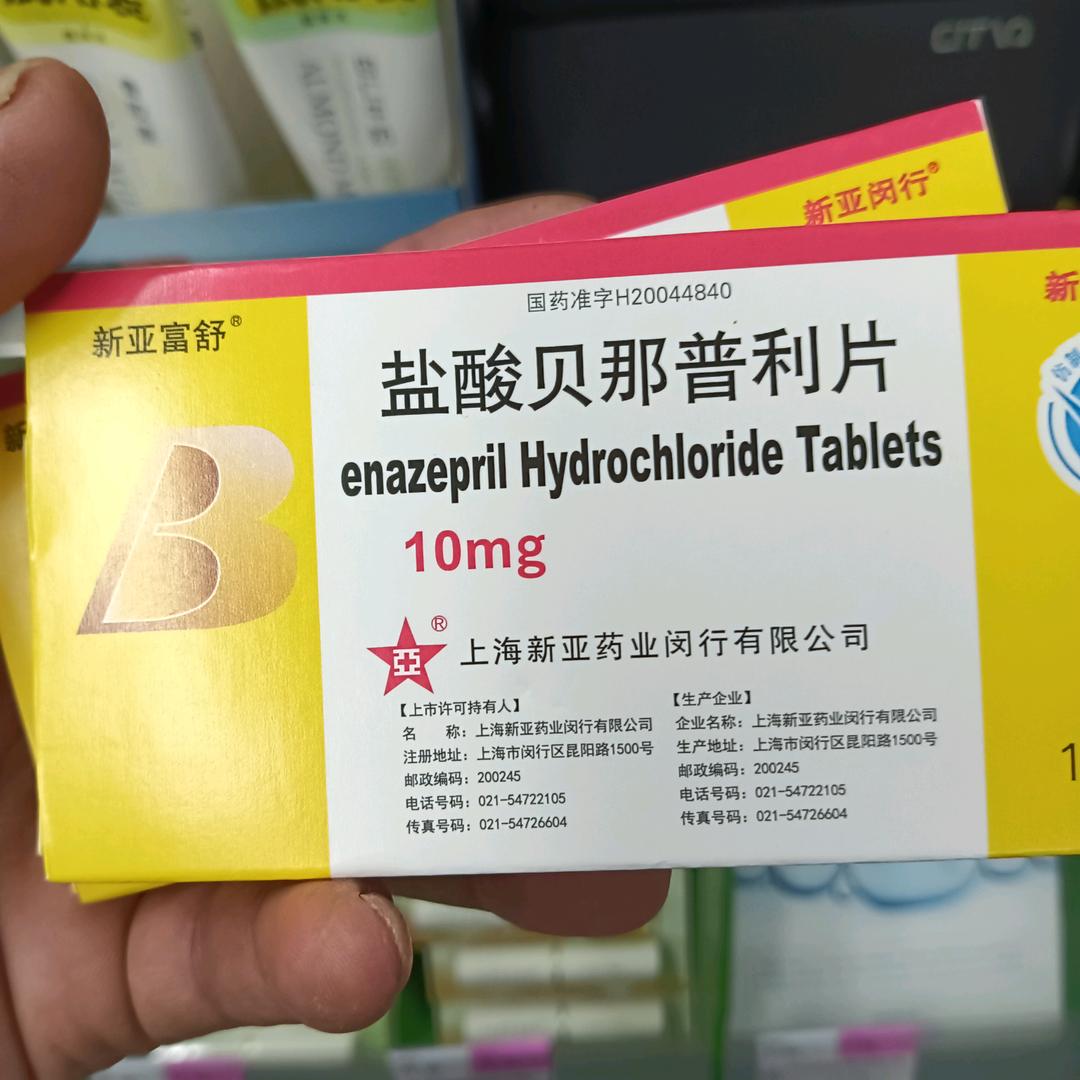 CITIQ
新亚闵行®
新亚富舒®
国药准字H20044840
盐酸贝那普利片
enazepril Hydrochloride Tablets
10mg
亞®
上海新亚药业闵行有限公司
【上市许可持有人】
名 称：上海新亚药业闵行有限公司
注册地址：上海市闵行区昆阳路1500号
邮政编码：200245
电话号码：021-54722105
传真号码：021-54726604
【生产企业】
企业名称：上海新亚药业闵行有限公司
生产地址：上海市闵行区昆阳路1500号
邮政编码：200245
电话号码：021-54722105
传真号码：021-54726604
新
新
1